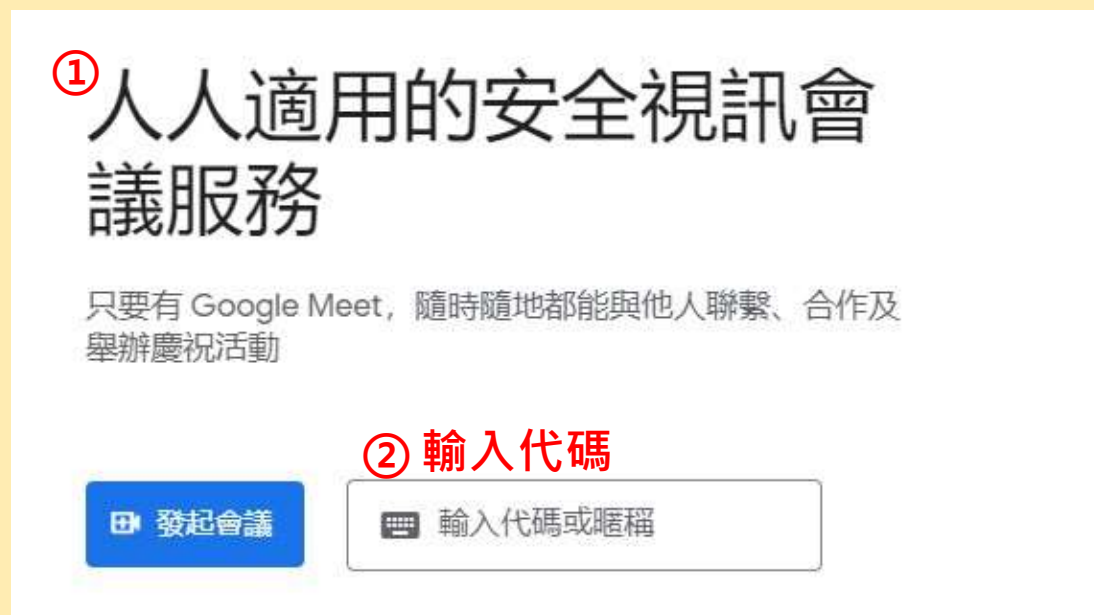 ①人人適用的安全視訊會
議服務
只要有 Google Meet，隨時隨地都能與他人聯繫、合作及
舉辦慶祝活動
② 輸入代碼
發起會議
輸入代碼或暱稱